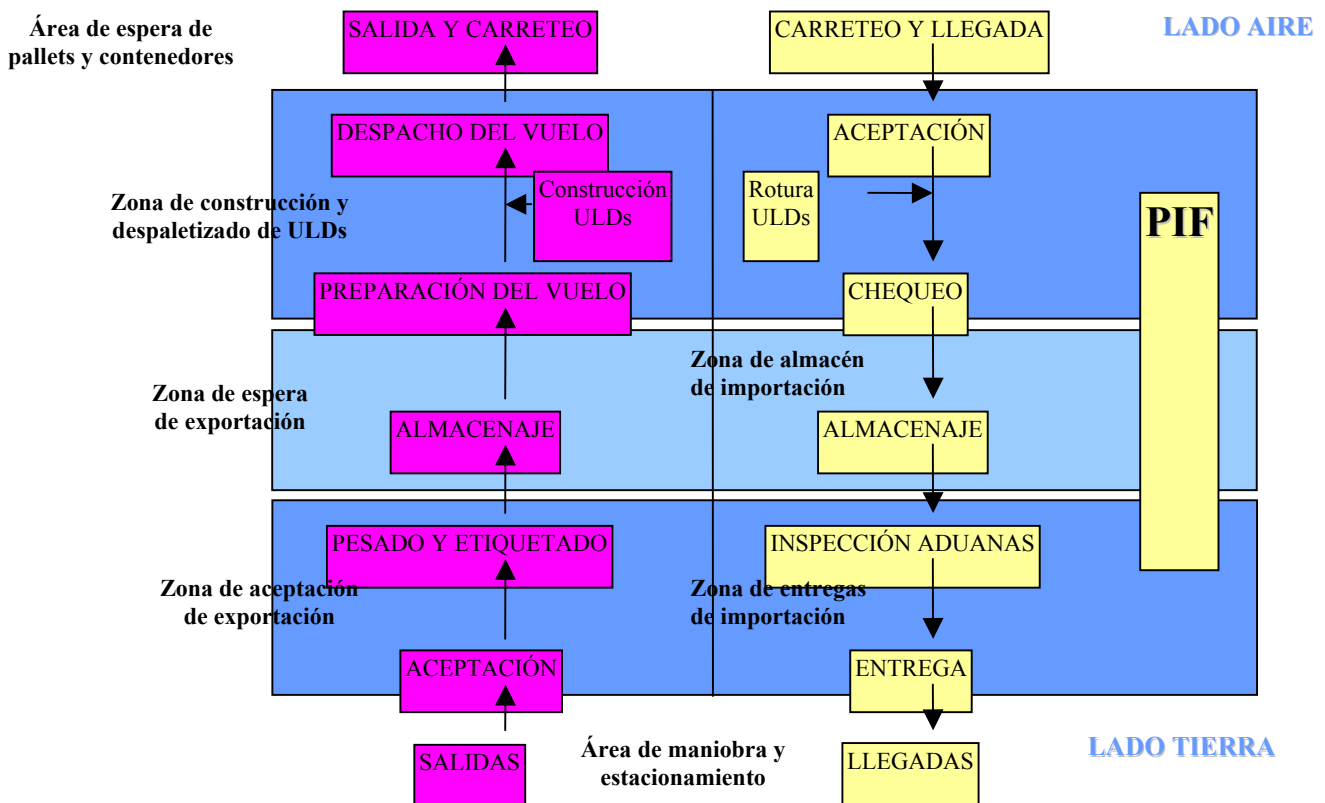 Área de espera de
pallets y contenedores
SALIDA Y CARRETEO
CARRETEO Y LLEGADA
LADO AIRE
DESPACHO DEL VUELO
ACEPTACIÓN
Zona de construcción y
despaletizado de ULDs
Construcción
ULDs
Rotura
ULDs
PIF
PREPARACIÓN DEL VUELO
CHEQUEO
Zona de espera
de exportación
Zona de almacén
de importación
ALMACENAJE
ALMACENAJE
PESADO Y ETIQUETADO
INSPECCIÓN ADUANAS
Zona de aceptación
de exportación
Zona de entregas
de importación
ACEPTACIÓN
ENTREGA
SALIDAS
Área de maniobra y
estacionamiento
LLEGADAS
LADO TIERRA